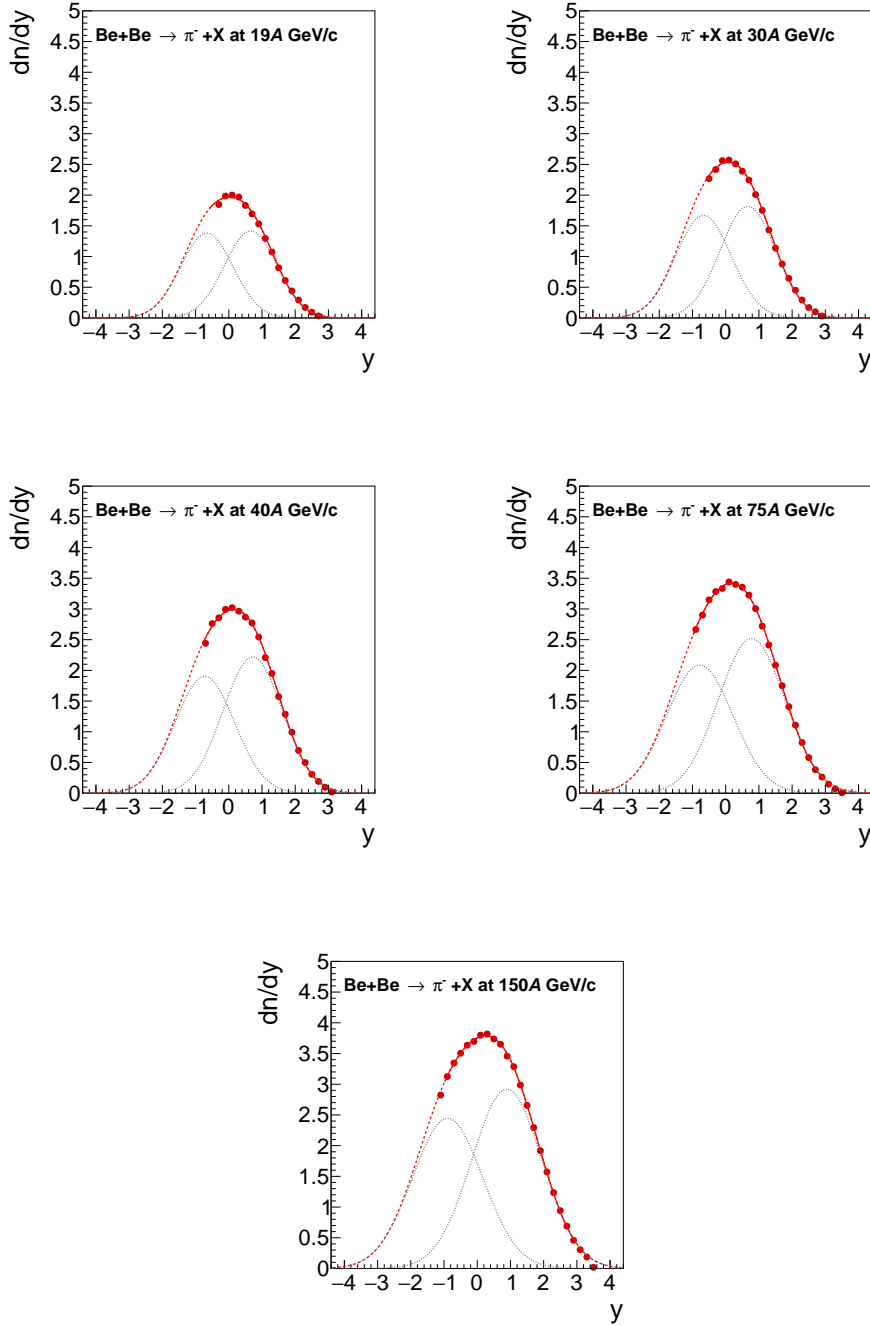 Be+Be → π⁻ +X at 19A GeV/c
dn/dy
5
4.5
4
3.5
3
2.5
2
1.5
1
0.5
0
−4 −3 −2 −1 0 1 2 3 4
y
Be+Be → π⁻ +X at 30A GeV/c
dn/dy
5
4.5
4
3.5
3
2.5
2
1.5
1
0.5
0
−4 −3 −2 −1 0 1 2 3 4
y
Be+Be → π⁻ +X at 40A GeV/c
dn/dy
5
4.5
4
3.5
3
2.5
2
1.5
1
0.5
0
−4 −3 −2 −1 0 1 2 3 4
y
Be+Be → π⁻ +X at 75A GeV/c
dn/dy
5
4.5
4
3.5
3
2.5
2
1.5
1
0.5
0
−4 −3 −2 −1 0 1 2 3 4
y
Be+Be → π⁻ +X at 150A GeV/c
dn/dy
5
4.5
4
3.5
3
2.5
2
1.5
1
0.5
0
−4 −3 −2 −1 0 1 2 3 4
y